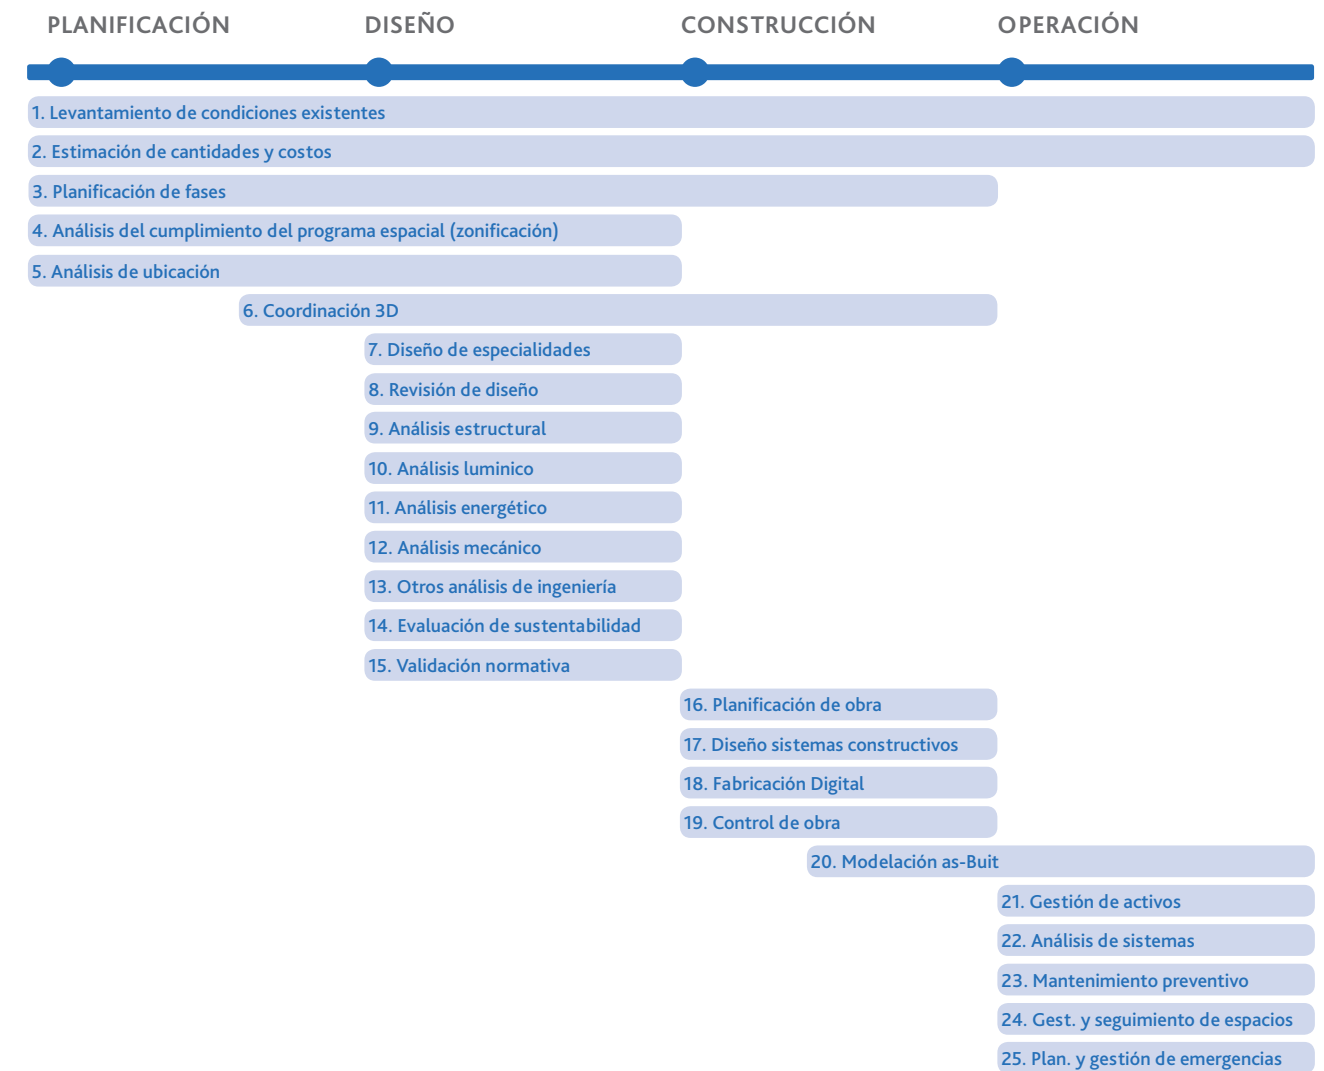 PLANIFICACIÓN DISEÑO CONSTRUCCIÓN OPERACIÓN
1. Levantamiento de condiciones existentes
2. Estimación de cantidades y costos
3. Planificación de fases
4. Análisis del cumplimiento del programa espacial (zonificación)
5. Análisis de ubicación
6. Coordinación 3D
7. Diseño de especialidades
8. Revisión de diseño
9. Análisis estructural
10. Análisis luminico
11. Análisis energético
12. Análisis mecánico
13. Otros análisis de ingeniería
14. Evaluación de sustentabilidad
15. Validación normativa
16. Planificación de obra
17. Diseño sistemas constructivos
18. Fabricación Digital
19. Control de obra
20. Modelación as-Buit
21. Gestión de activos
22. Análisis de sistemas
23. Mantenimiento preventivo
24. Gest. y seguimiento de espacios
25. Plan. y gestión de emergencias